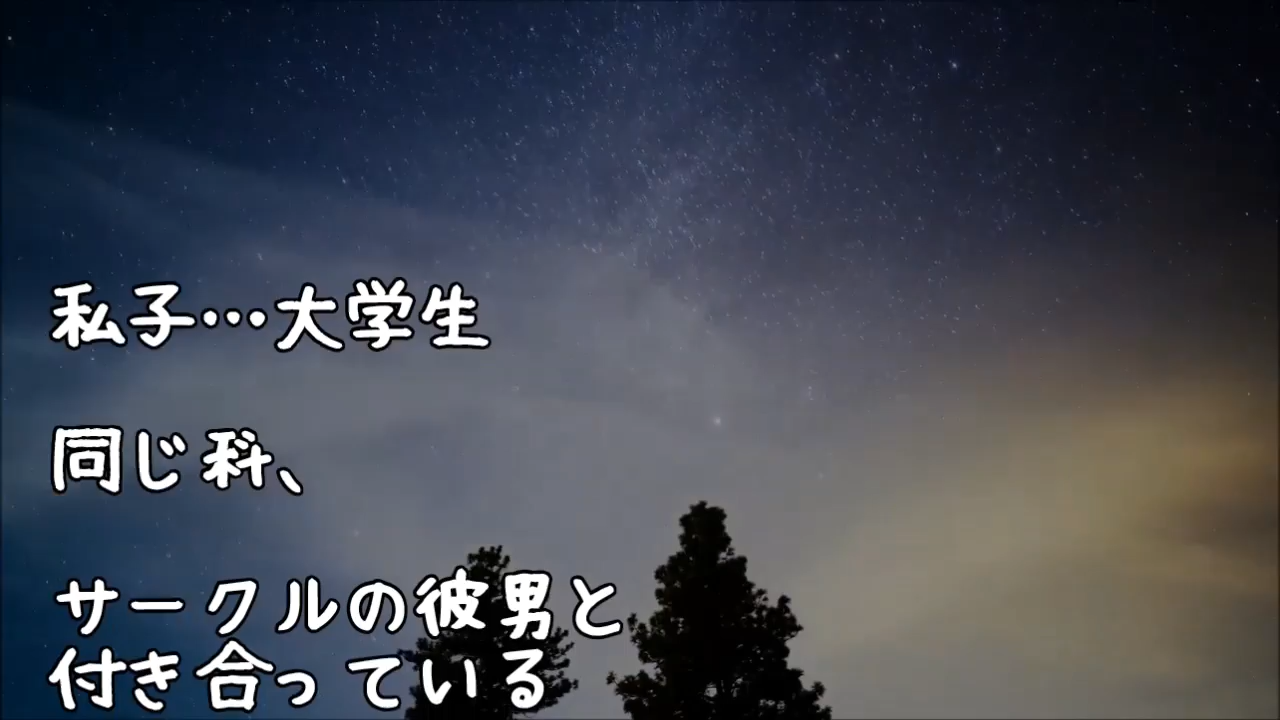 私子…大学生
同じ科、
サークルの彼男と
付き合っている